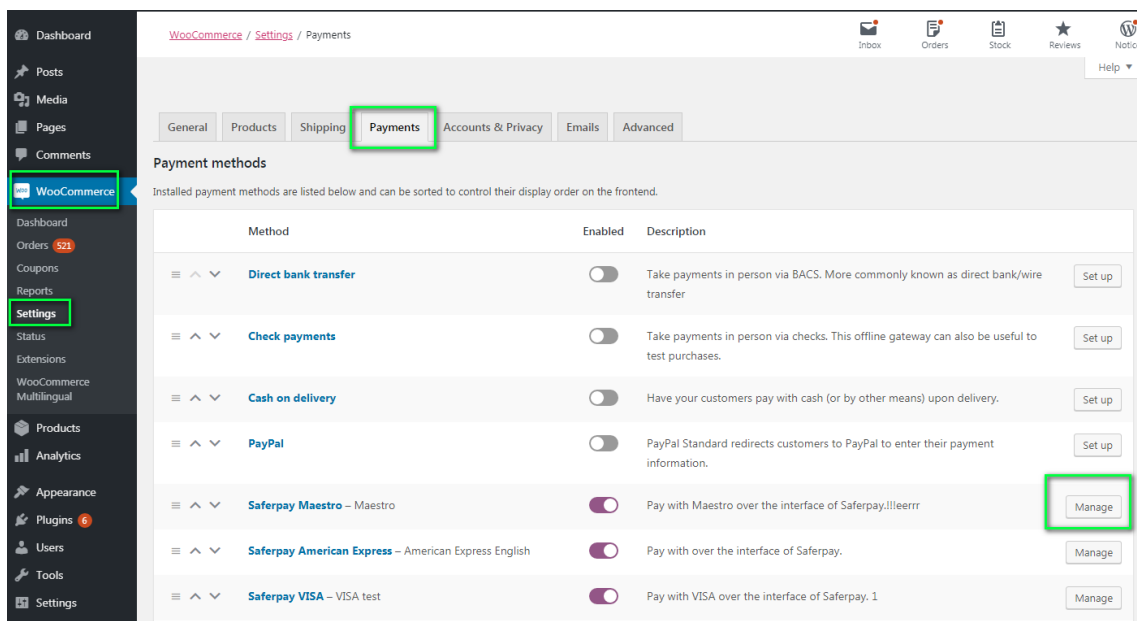 Dashboard
Posts
Media
Pages
Comments
WooCommerce
Dashboard
Orders 521
Coupons
Reports
Settings
Status
Extensions
WooCommerce
Multilingual
Products
Analytics
Appearance
Plugins 6
Users
Tools
Settings
WooCommerce / Settings / Payments
Inbox
Orders
Stock
Reviews
Notic
Help
General
Products
Shipping
Payments
Accounts & Privacy
Emails
Advanced
Payment methods
Installed payment methods are listed below and can be sorted to control their display order on the frontend.
Method
Enabled
Description
Direct bank transfer
Take payments in person via BACS. More commonly known as direct bank/wire
transfer
Set up
Check payments
Take payments in person via checks. This offline gateway can also be useful to
test purchases.
Set up
Cash on delivery
Have your customers pay with cash (or by other means) upon delivery.
Set up
PayPal
PayPal Standard redirects customers to PayPal to enter their payment
information.
Set up
Saferpay Maestro – Maestro
Pay with Maestro over the interface of Saferpay.!!!eerrr
Manage
Saferpay American Express – American Express English
Pay with over the interface of Saferpay.
Manage
Saferpay VISA – VISA test
Pay with VISA over the interface of Saferpay. 1
Manage